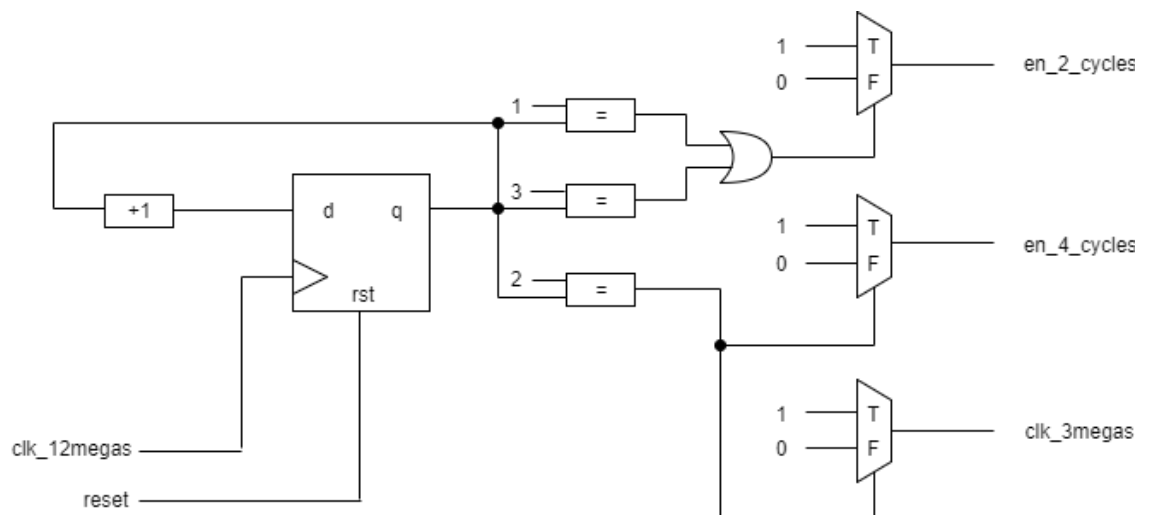 1 T
0 F
en_2_cycles
1 =
3 =
+1
d q
rst
2 =
1 T
0 F
en_4_cycles
1 T
0 F
clk_3megas
clk_12megas
reset